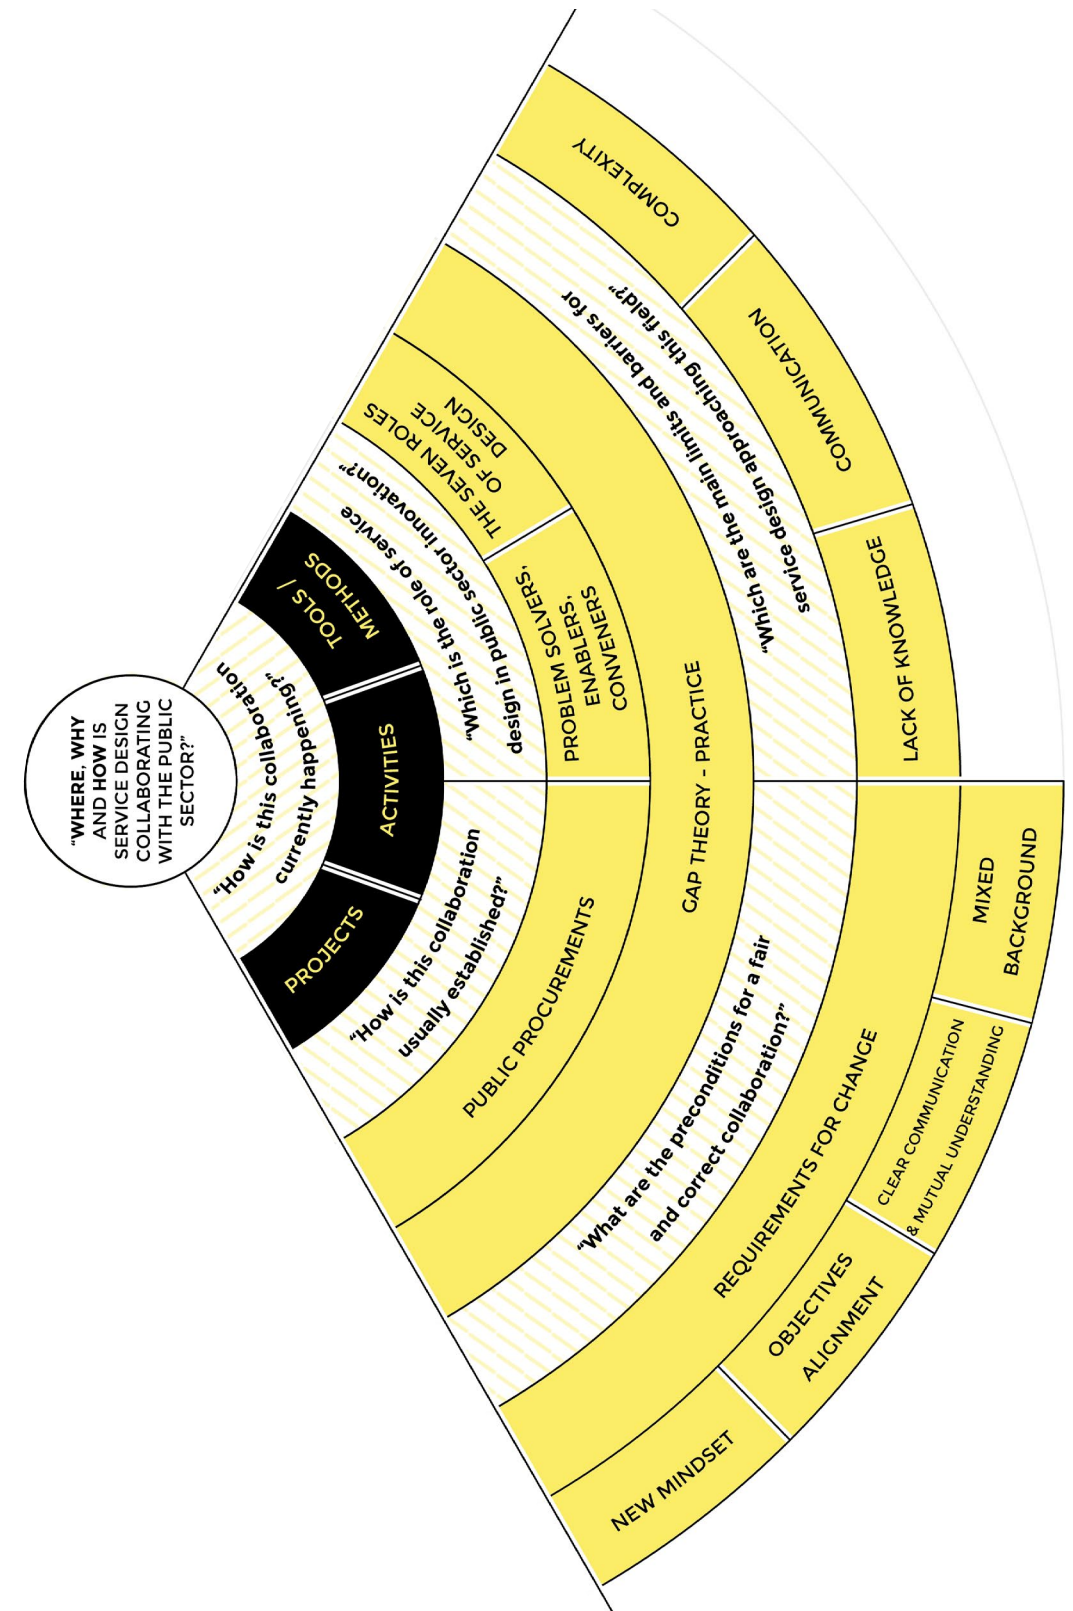 “WHERE, WHY
AND HOW IS
SERVICE DESIGN
COLLABORATING
WITH THE PUBLIC
SECTOR?”
“How is this collaboration
currently happening?”
PROJECTS
ACTIVITIES
TOOLS /
METHODS
“How is this collaboration
usually established?”
“Which is the role of service
design in public sector innovation?”
PUBLIC PROCUREMENTS
PROBLEM SOLVERS,
ENABLERS,
CONVENERS
THE SEVEN ROLES
OF SERVICE
DESIGN
GAP THEORY - PRACTICE
“What are the preconditions for a fair
and correct collaboration?”
“Which are the main limits and barriers for
service design approaching this field?”
REQUIREMENTS FOR CHANGE
LACK OF KNOWLEDGE
COMMUNICATION
COMPLEXITY
NEW MINDSET
OBJECTIVES
ALIGNMENT
CLEAR COMMUNICATION
& MUTUAL UNDERSTANDING
MIXED
BACKGROUND